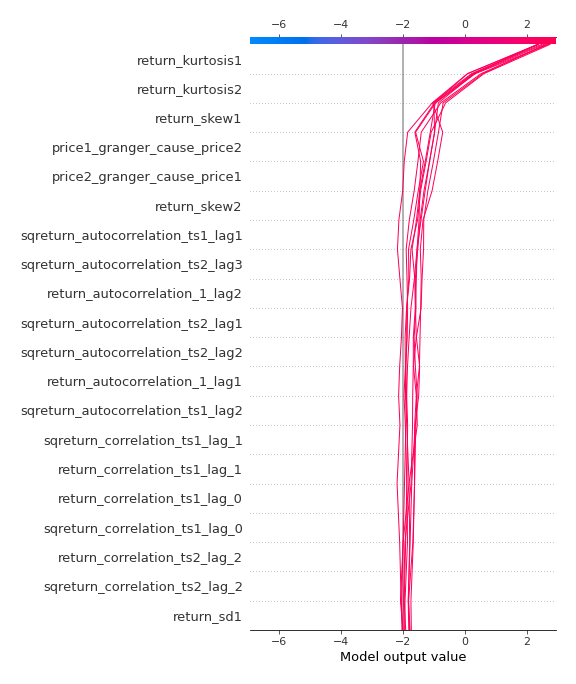 −6 −4 −2 0 2
return_kurtosis1
return_kurtosis2
return_skew1
price1_granger_cause_price2
price2_granger_cause_price1
return_skew2
sqreturn_autocorrelation_ts1_lag1
sqreturn_autocorrelation_ts2_lag3
return_autocorrelation_1_lag2
sqreturn_autocorrelation_ts2_lag1
sqreturn_autocorrelation_ts2_lag2
return_autocorrelation_1_lag1
sqreturn_autocorrelation_ts1_lag2
sqreturn_correlation_ts1_lag_1
return_correlation_ts1_lag_1
return_correlation_ts1_lag_0
sqreturn_correlation_ts1_lag_0
return_correlation_ts2_lag_2
sqreturn_correlation_ts2_lag_2
return_sd1
−6 −4 −2 0 2
Model output value